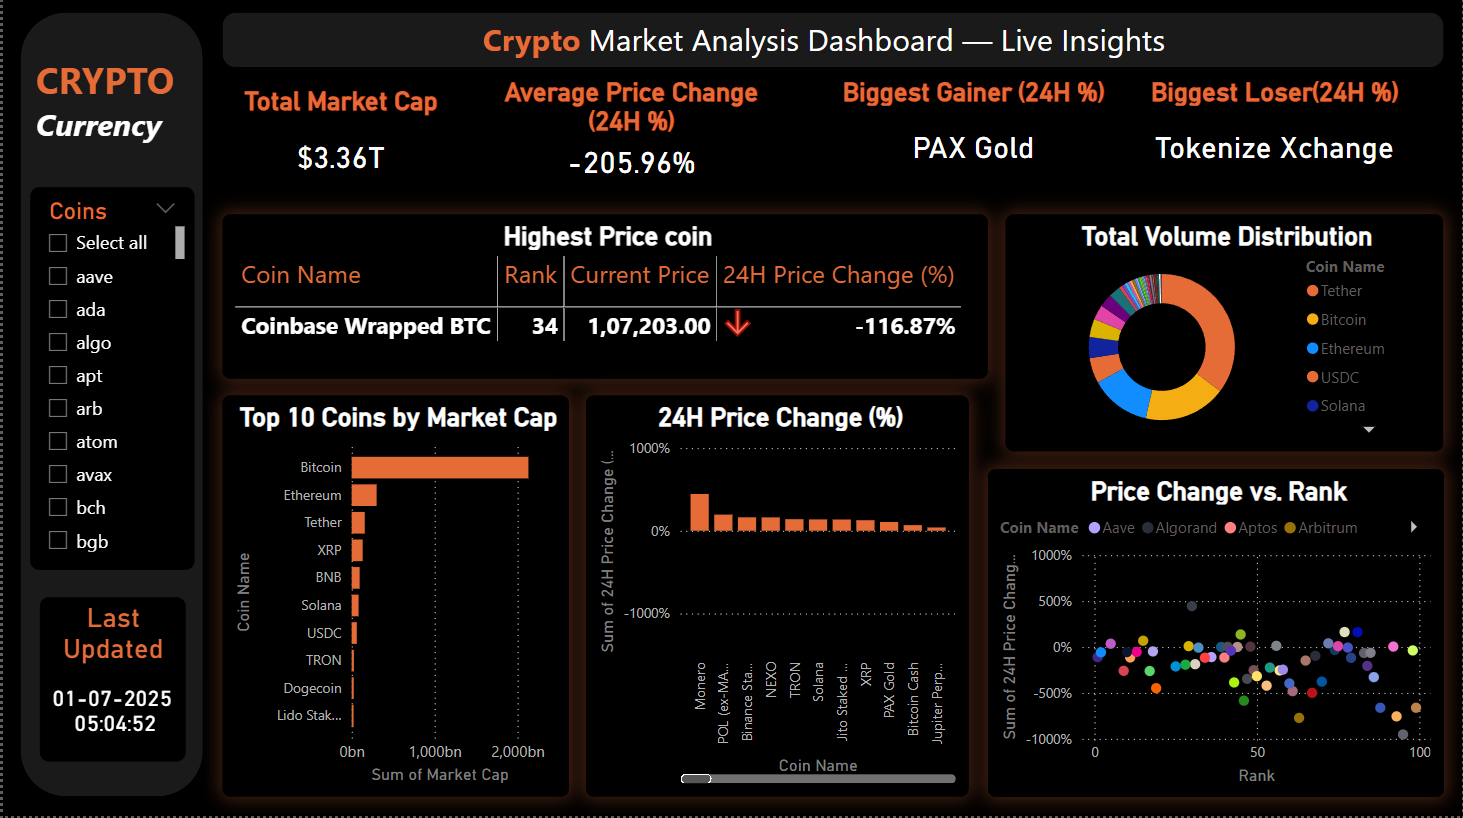 CRYPTO
Currency
Coins
Select all
aave
ada
algo
apt
arb
atom
avax
bch
bgb
Last
Updated
01-07-2025
05:04:52
Crypto Market Analysis Dashboard — Live Insights
Total Market Cap
$3.36T
Average Price Change
(24H %)
-205.96%
Biggest Gainer (24H %)
PAX Gold
Biggest Loser(24H %)
Tokenize Xchange
Highest Price coin
Coin Name Rank Current Price 24H Price Change (%)
Coinbase Wrapped BTC 34 1,07,203.00 -116.87%
Total Volume Distribution
Coin Name
Tether
Bitcoin
Ethereum
USDC
Solana
Top 10 Coins by Market Cap
Coin Name
Bitcoin
Ethereum
Tether
XRP
BNB
Solana
USDC
TRON
Dogecoin
Lido Stak...
0bn 1,000bn 2,000bn
Sum of Market Cap
24H Price Change (%)
Sum of 24H Price Change (...
1000%
0%
-1000%
Monero
POL (ex-MA...
Binance Sta...
NEXO
TRON
Solana
Jito Staked ...
XRP
PAX Gold
Bitcoin Cash
Jupiter Perp...
Coin Name
Price Change vs. Rank
Coin Name Aave Algorand Aptos Arbitrum
Sum of 24H Price Chang...
1000%
500%
0%
-500%
-1000%
0 50 100
Rank